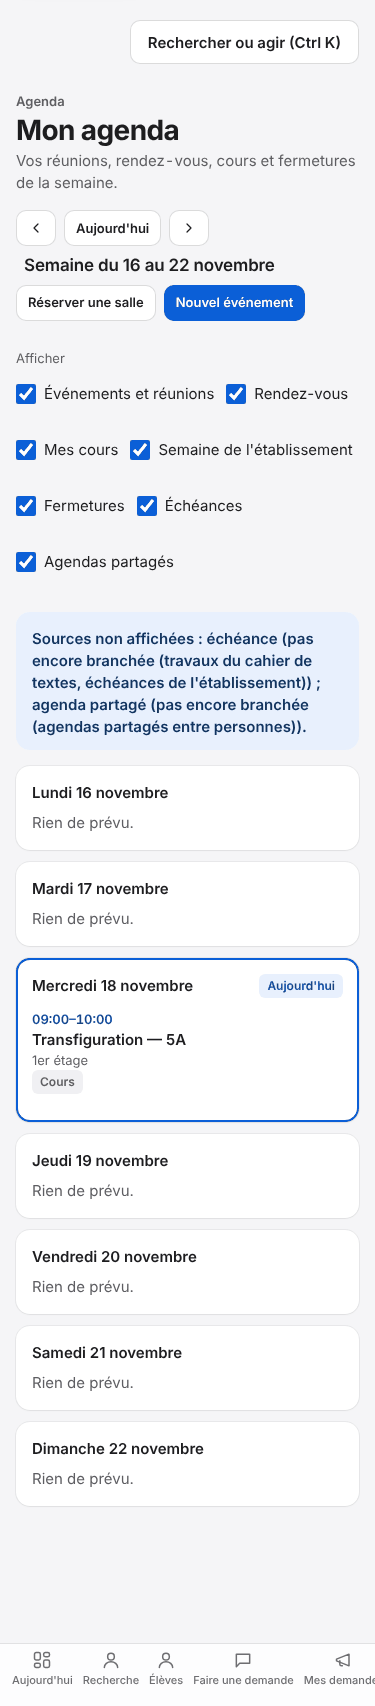 Rechercher ou agir (Ctrl K)
Agenda
Mon agenda
Vos réunions, rendez-vous, cours et fermetures
de la semaine.
Aujourd'hui
Semaine du 16 au 22 novembre
Réserver une salle
Nouvel événement
Afficher
Événements et réunions
Rendez-vous
Mes cours
Semaine de l'établissement
Fermetures
Échéances
Agendas partagés
Sources non affichées : échéance (pas
encore branchée (travaux du cahier de
textes, échéances de l'établissement)) ;
agenda partagé (pas encore branchée
(agendas partagés entre personnes)).
Lundi 16 novembre
Rien de prévu.
Mardi 17 novembre
Rien de prévu.
Mercredi 18 novembre
Aujourd'hui
09:00–10:00
Transfiguration — 5A
1er étage
Cours
Jeudi 19 novembre
Rien de prévu.
Vendredi 20 novembre
Rien de prévu.
Samedi 21 novembre
Rien de prévu.
Dimanche 22 novembre
Rien de prévu.
Aujourd'hui
Recherche
Élèves
Faire une demande
Mes demande